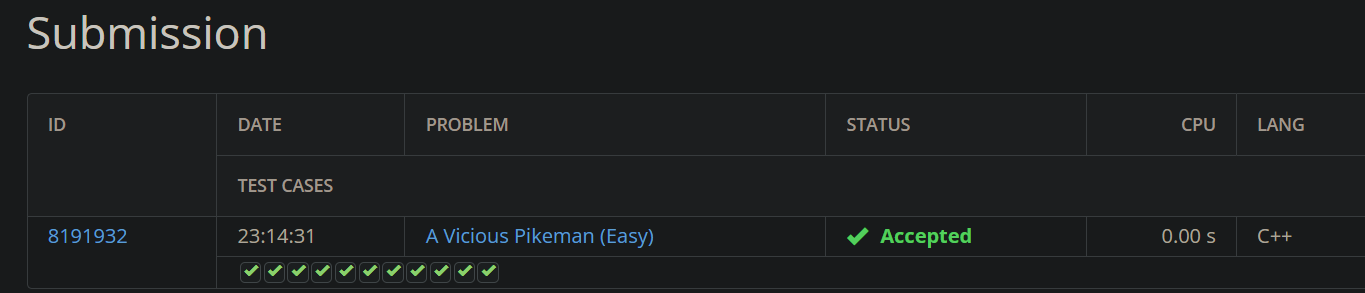 Submission
ID DATE PROBLEM STATUS CPU LANG
TEST CASES
8191932 23:14:31 A Vicious Pikeman (Easy) Accepted 0.00 s C++